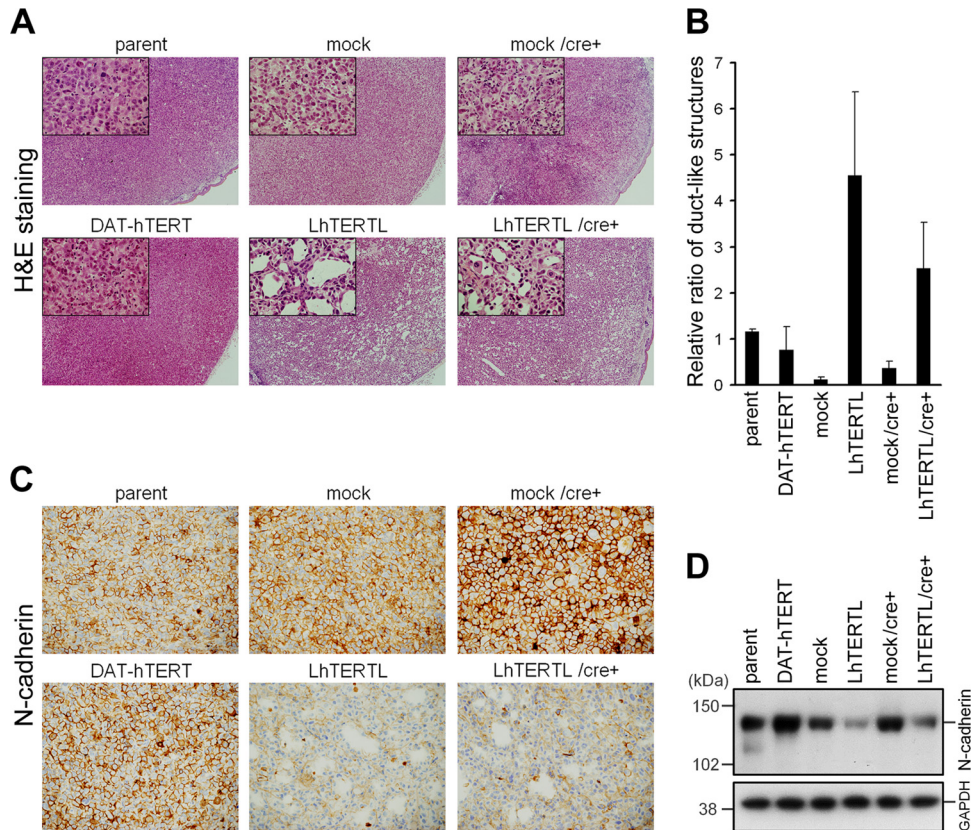 A
parent
mock
mock /cre+
H&E staining
DAT-hTERT
LhTERTL
LhTERTL /cre+
B
Relative ratio of duct-like structures
7
6
5
4
3
2
1
0
parent
DAT-hTERT
mock
LhTERTL
mock/cre+
LhTERTL/cre+
C
parent
mock
mock /cre+
N-cadherin
DAT-hTERT
LhTERTL
LhTERTL /cre+
D
parent
DAT-hTERT
mock
LhTERTL
mock/cre+
LhTERTL/cre+
(kDa)
150
102
38
N-cadherin
GAPDH